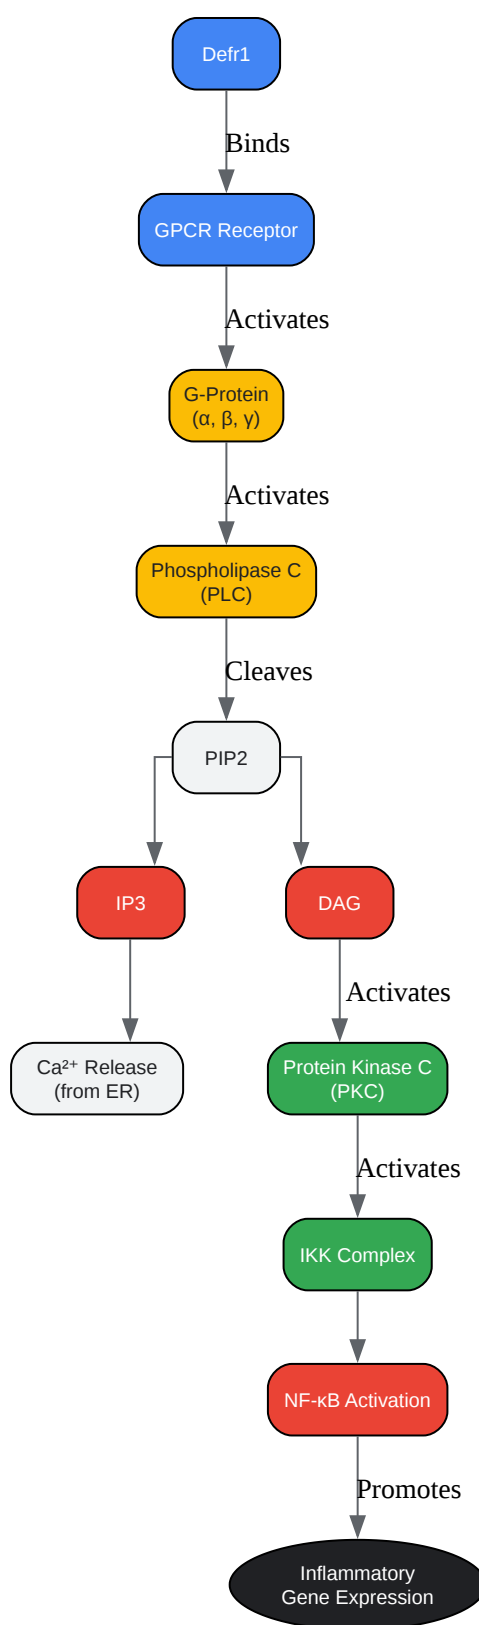 Defr1
Binds
GPCR Receptor
Activates
G-Protein
(α, β, γ)
Activates
Phospholipase C
(PLC)
Cleaves
PIP2
IP3
DAG
Activates
Ca²⁺ Release
(from ER)
Protein Kinase C
(PKC)
Activates
IKK Complex
NF-κB Activation
Promotes
Inflammatory
Gene Expression